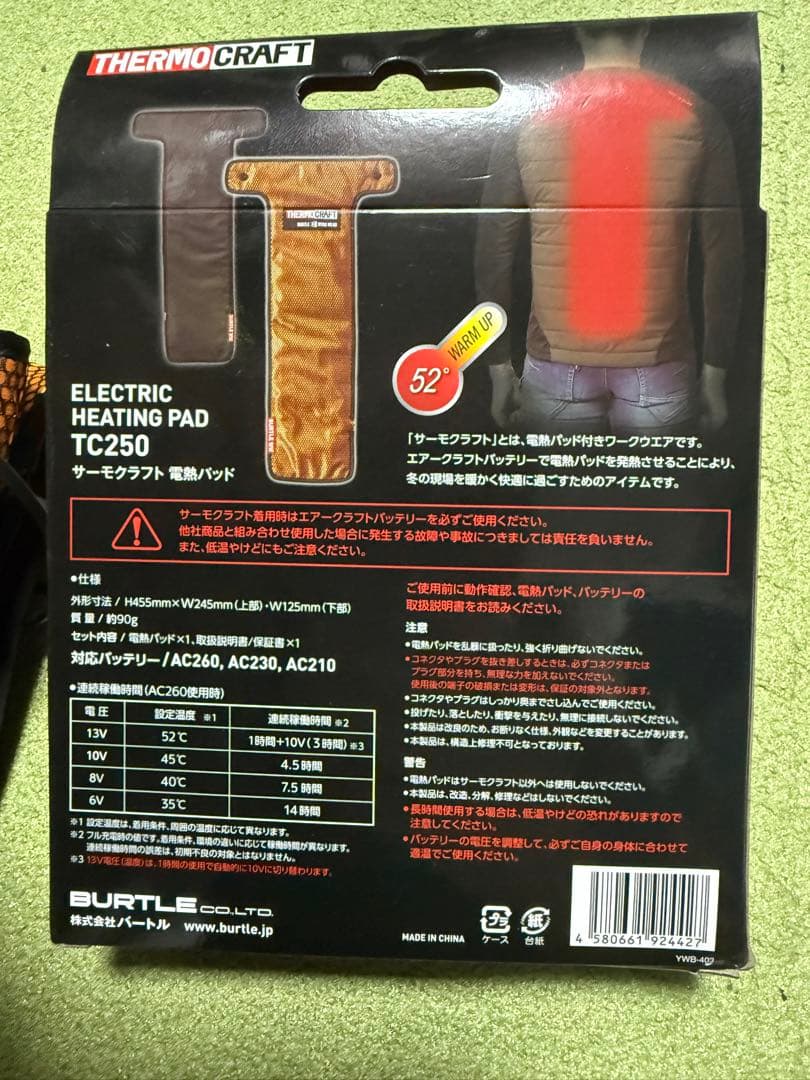 THERMOCRAFT
THERMOCRAFT
BURTLE
52°
WARM UP
ELECTRIC
HEATING PAD
TC250
サーモクラフト 電熱パッド
「サーモクラフト」とは、電熱パッド付きワークウエアです。
エアークラフトバッテリーで電熱パッドを発熱させることにより、
冬の現場を暖かく快適に過ごすためのアイテムです。
サーモクラフト着用時はエアークラフトバッテリーを必ずご使用ください。
他社商品と組み合わせ使用した場合に発生する故障や事故につきましては責任を負いません。
また、低温やけどにもご注意ください。
●仕様
外形寸法 / H455mm×W245mm(上部)・W125mm(下部)
質量 / 約90g
セット内容 / 電熱パッド×1、取扱説明書/保証書×1
対応バッテリー / AC260, AC230, AC210
●連続稼働時間(AC260使用時)
電圧 設定温度 ※1 連続稼働時間 ※2
13V 52℃ 1時間+10V(3時間)※3
10V 45℃ 4.5時間
8V 40℃ 7.5時間
6V 35℃ 14時間
※1 設定温度は、着用条件、周囲の温度に応じて異なります。
※2 フル充電時の値です。着用条件、環境の違いに応じて稼働時間が異なります。
連続稼働時間の誤差は、初期不良の対象とはなりません。
※3 13V電圧(温度)は、1時間の使用で自動的に10Vに切り替わります。
ご使用前に動作確認、電熱パッド、バッテリーの
取扱説明書をお読みください。
注意
●電熱パッドを乱暴に扱ったり、強く折り曲げないでください。
●コネクタやプラグを抜き差しするときは、必ずコネクタまたは
プラグ部分を持ち、無理な力を加えないでください。
使用後の端子の破損または変形は、保証の対象外となります。
●コネクタやプラグはしっかり奥までさし込んでご使用ください。
●投げたり、落としたり、衝撃を与えたり、無理に接続しないでください。
●本製品は改良のため、お断りなく仕様、外観などを変更することがあります。
●本製品は、構造上修理不可となっております。
警告
●電熱パッドはサーモクラフト以外へは使用しないでください。
●本製品は、改造、分解、修理などはしないでください。
●長時間使用する場合は、低温やけどの恐れがありますので
注意してください。
●バッテリーの電圧を調整して、必ずご自身の身体に合わせて
適温でご使用ください。
BURTLE CO.,LTD.
株式会社バートル www.burtle.jp
MADE IN CHINA
プラ
ケース
紙
台紙
4 580661 924427